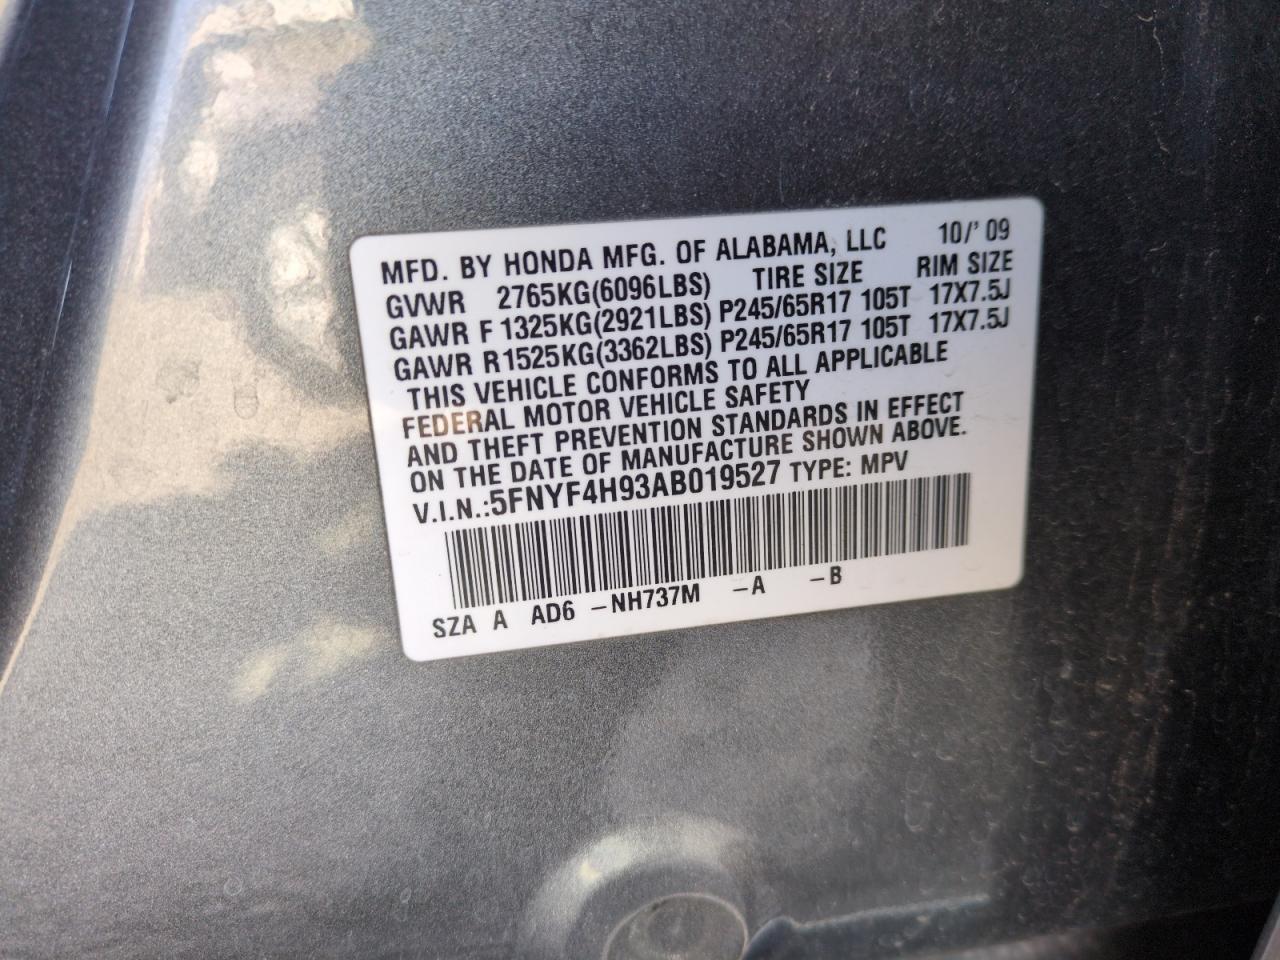 MFD. BY HONDA MFG. OF ALABAMA, LLC 10/'09
GVWR 2765KG(6096LBS) TIRE SIZE RIM SIZE
GAWR F 1325KG(2921LBS) P245/65R17 105T 17X7.5J
GAWR R 1525KG(3362LBS) P245/65R17 105T 17X7.5J
THIS VEHICLE CONFORMS TO ALL APPLICABLE
FEDERAL MOTOR VEHICLE SAFETY
AND THEFT PREVENTION STANDARDS IN EFFECT
ON THE DATE OF MANUFACTURE SHOWN ABOVE.
V.I.N.:5FNYF4H93AB019527 TYPE: MPV
SZA A AD6 -NH737M -A -B